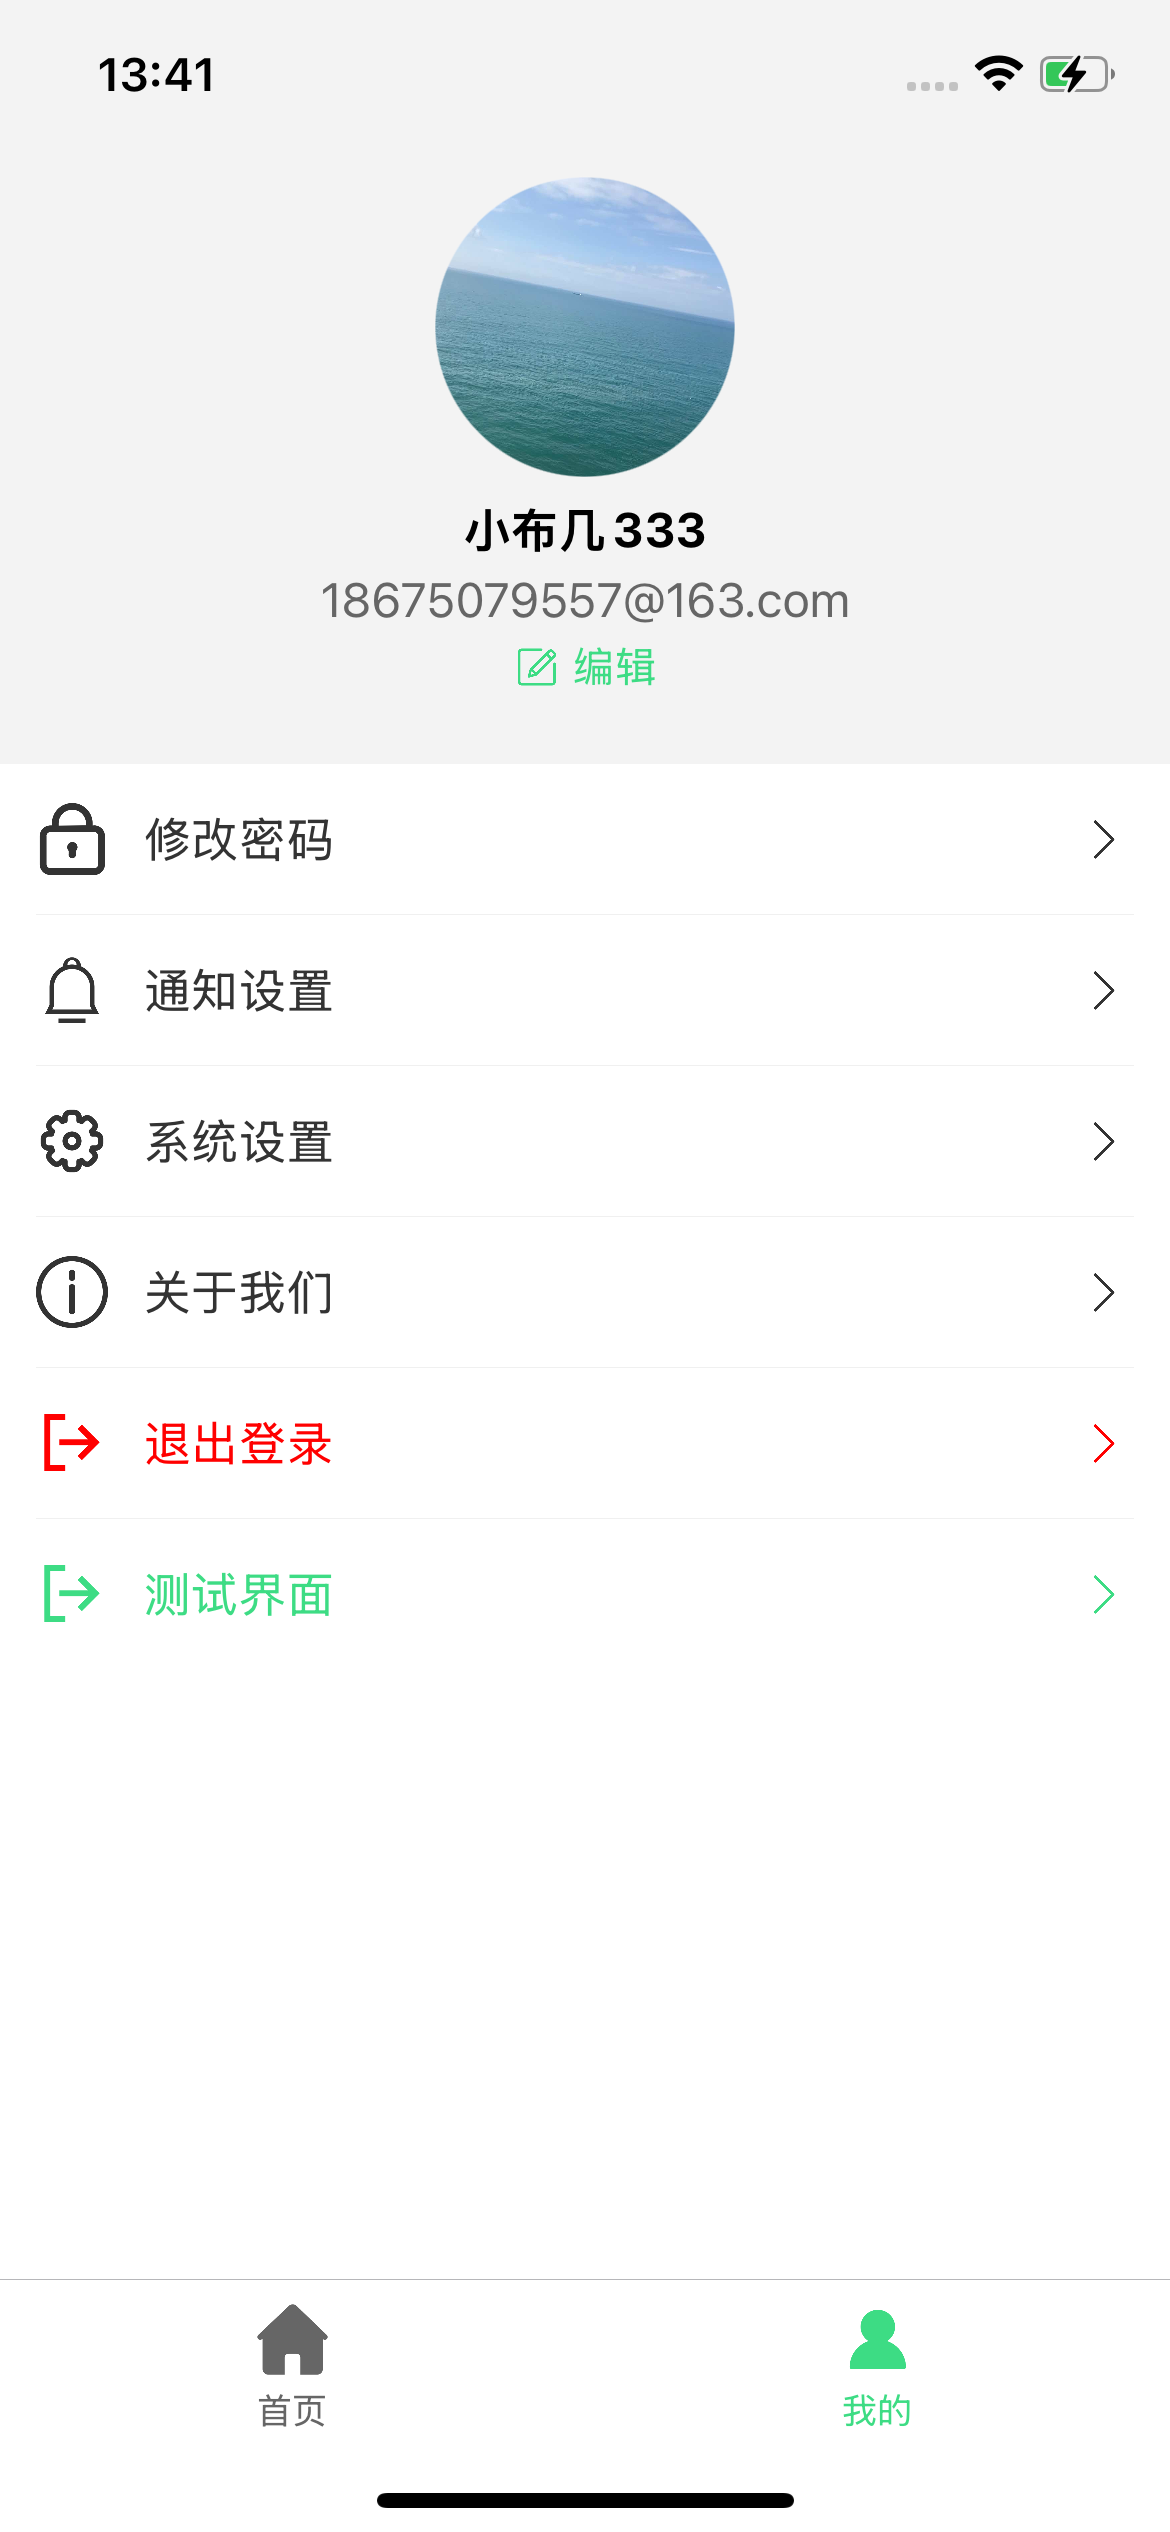 13:41
小布几333
18675079557@163.com
编辑
修改密码
通知设置
系统设置
关于我们
退出登录
测试界面
首页
我的